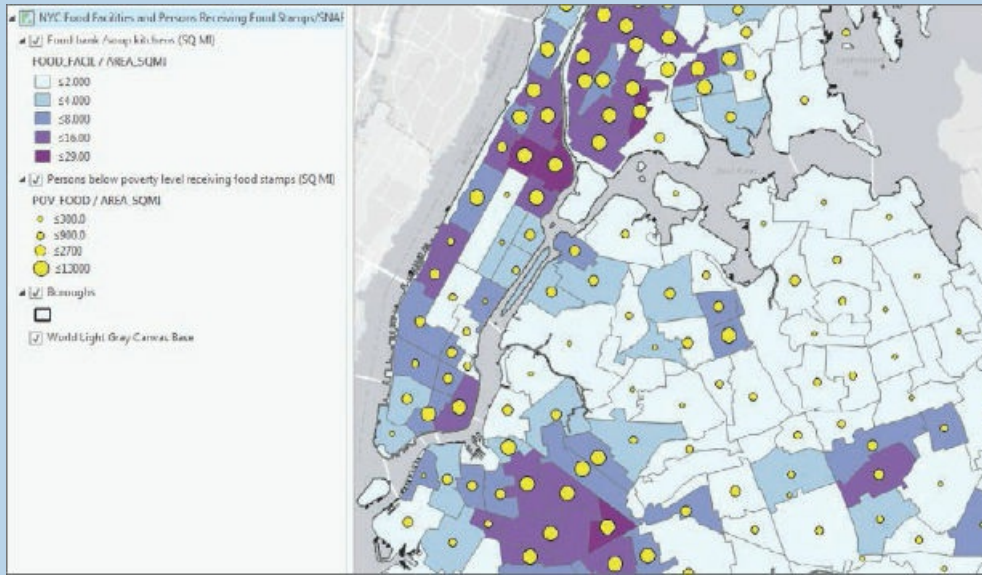 NYC Food Facilities and Persons Receiving Food Stamps/SNAP
Food bank /soup kitchens (SQ MI)
FOOD_FACIL / AREA_SQMI
≤2.000
≤4.000
≤8.000
≤16.00
≤29.00
Persons below poverty level receiving food stamps (SQ MI)
POV_FOOD / AREA_SQMI
≤300.0
≤900.0
≤2700
≤13000
Boroughs
World Light Gray Canvas Base